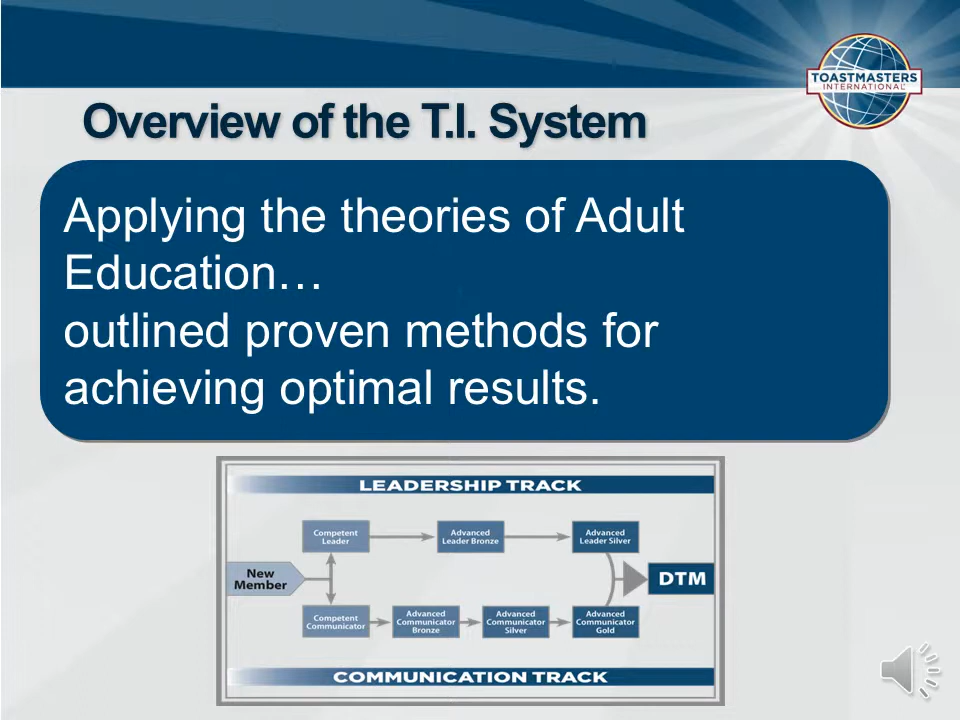 TOASTMASTERS
INTERNATIONAL
Overview of the T.I. System
Applying the theories of Adult
Education…
outlined proven methods for
achieving optimal results.
LEADERSHIP TRACK
Competent
Leader
Advanced
Leader Bronze
Advanced
Leader Silver
New
Member
DTM
Competent
Communicator
Advanced
Communicator
Bronze
Advanced
Communicator
Silver
Advanced
Communicator
Gold
COMMUNICATION TRACK